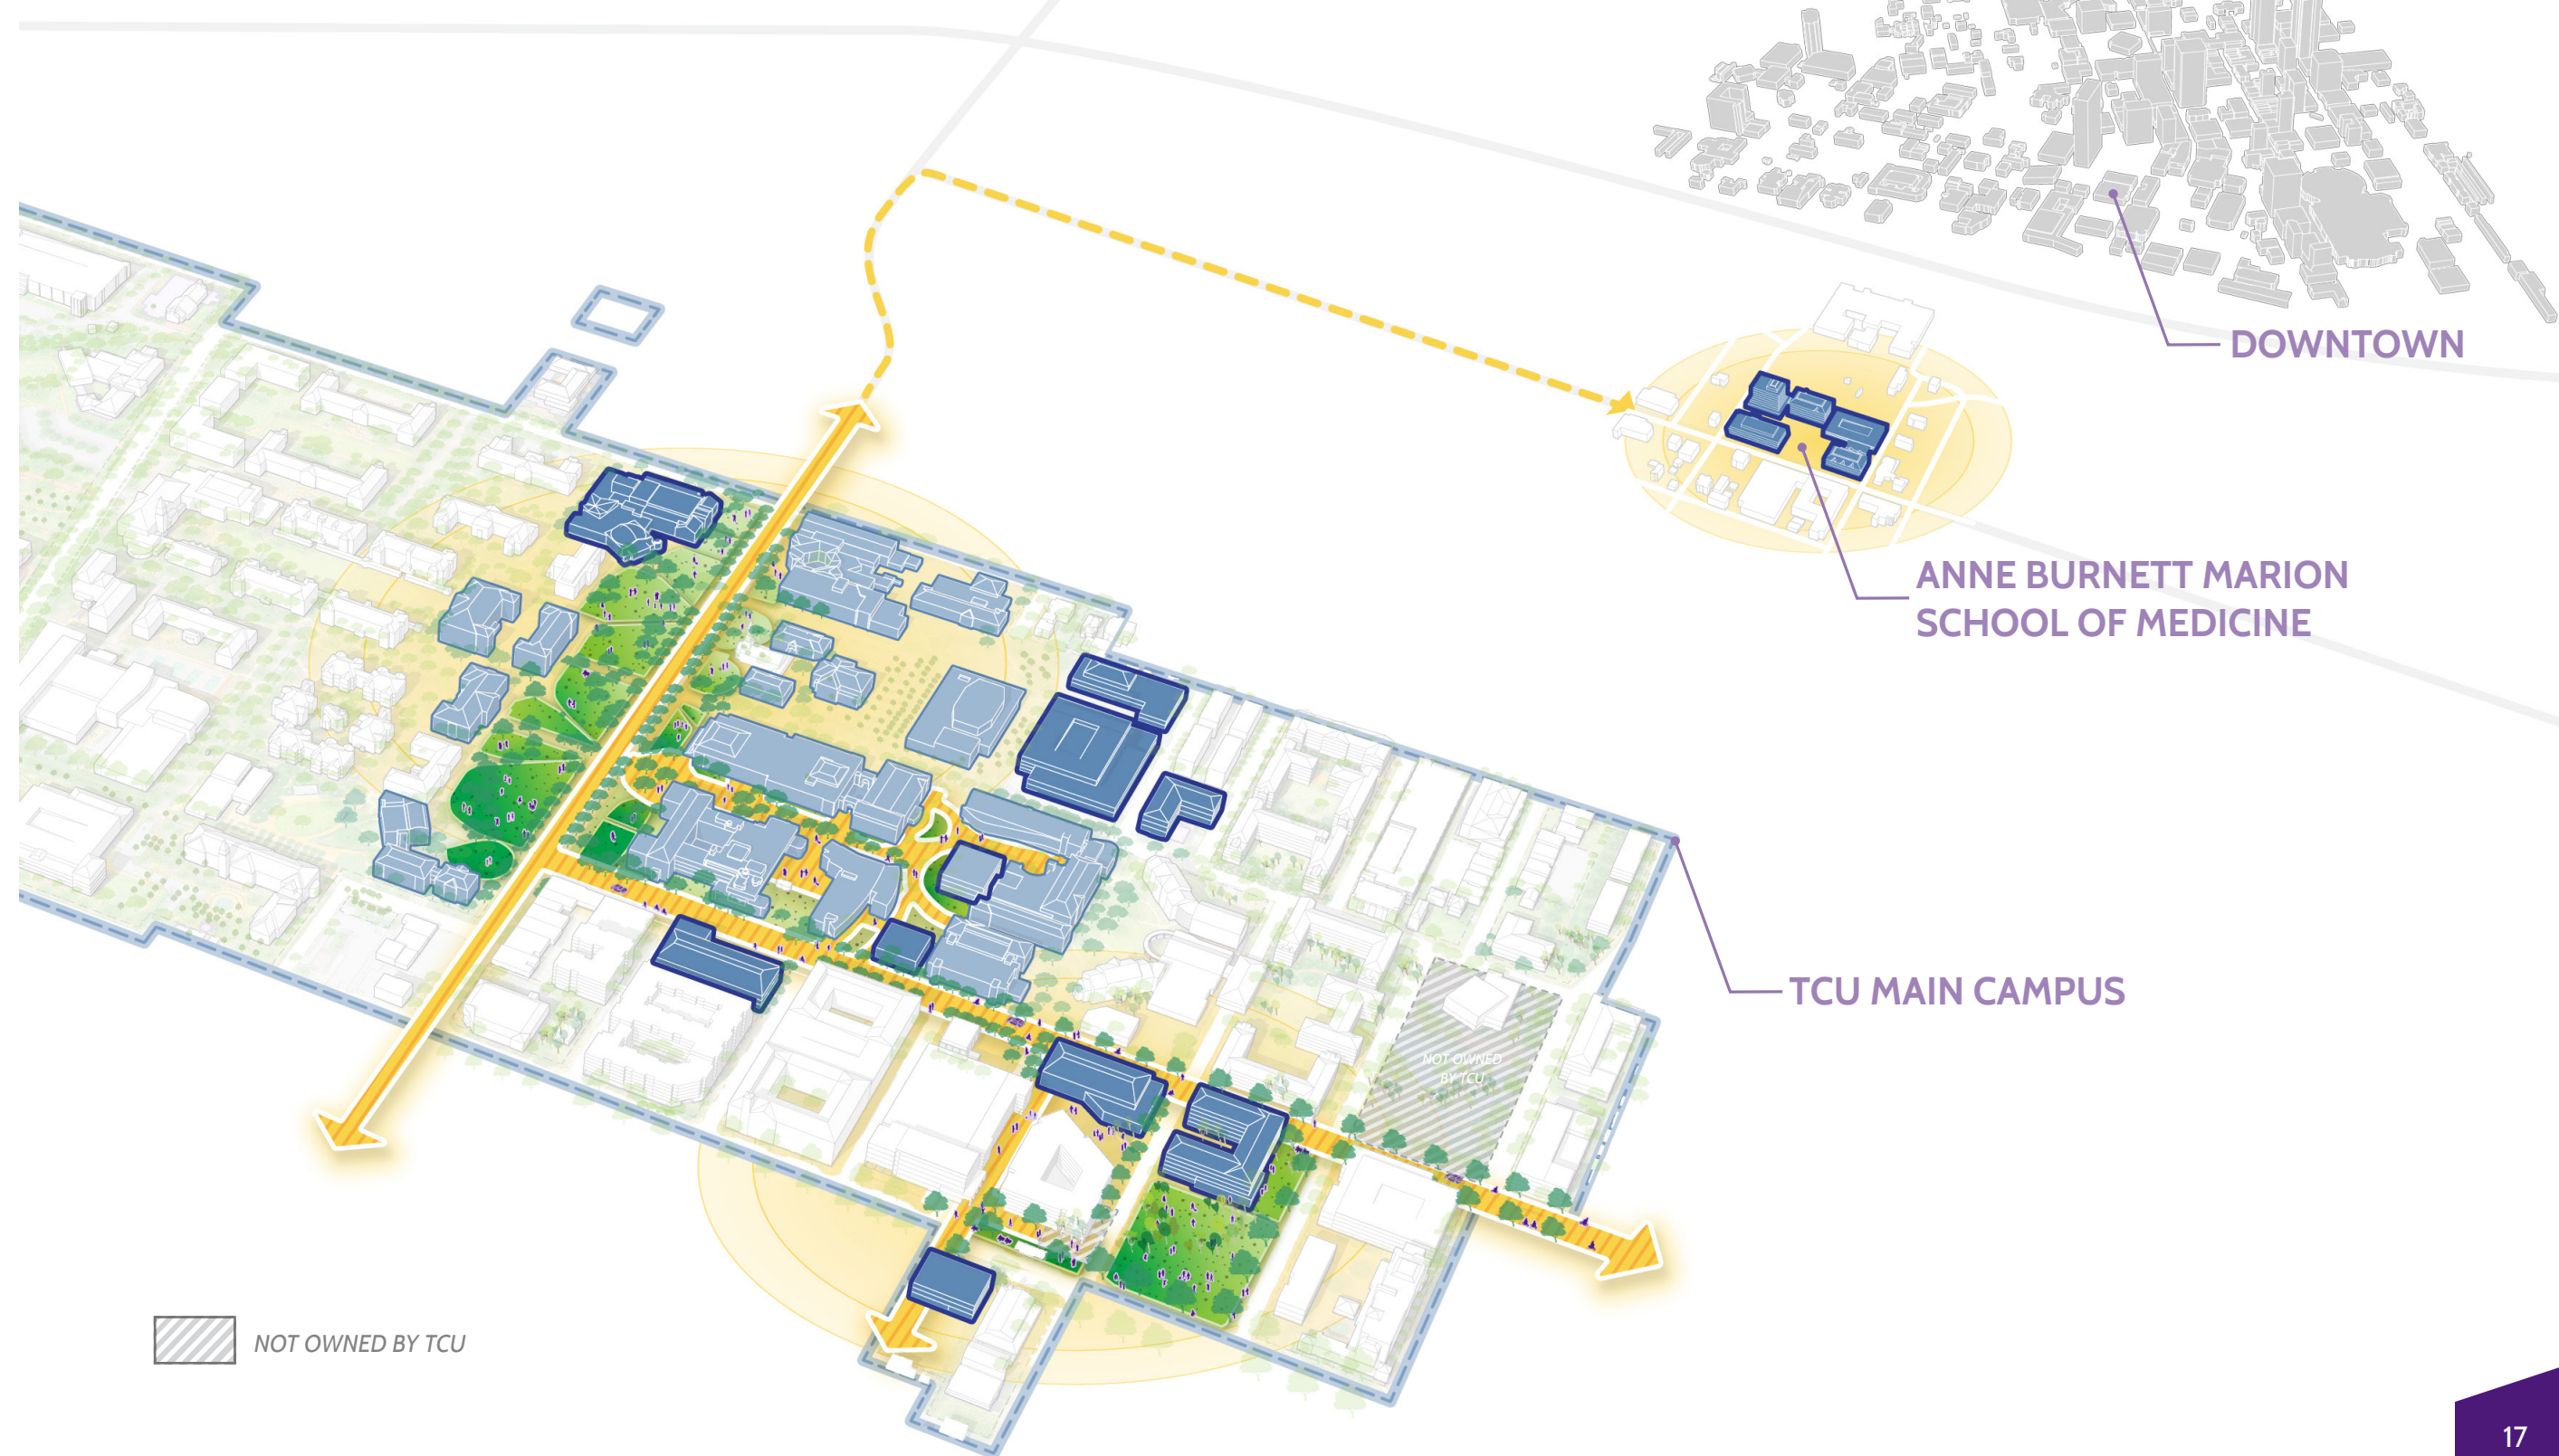 DOWNTOWN
ANNE BURNETT MARION
SCHOOL OF MEDICINE
TCU MAIN CAMPUS
NOT OWNED
BY TCU
NOT OWNED BY TCU
17